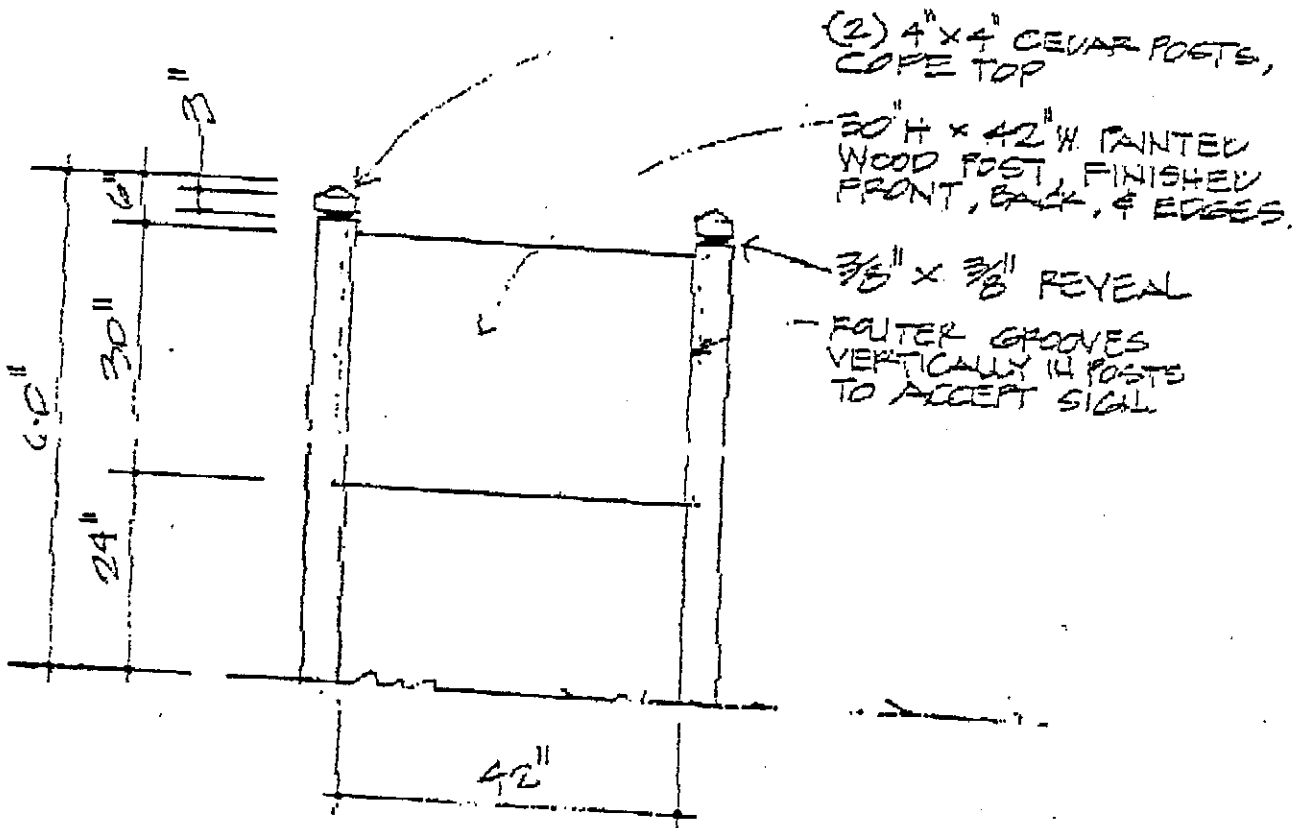 (2) 4" x 4" CEDAR POSTS,
COPE TOP
30" H x 42" W PAINTED
WOOD POST, FINISHED
FRONT, BACK, & EDGES.
3/8" x 3/8" REVEAL
ROUTER GROOVES
VERTICALLY IN POSTS
TO ACCEPT SIGN
3"
6"
30"
24"
6'0"
42"